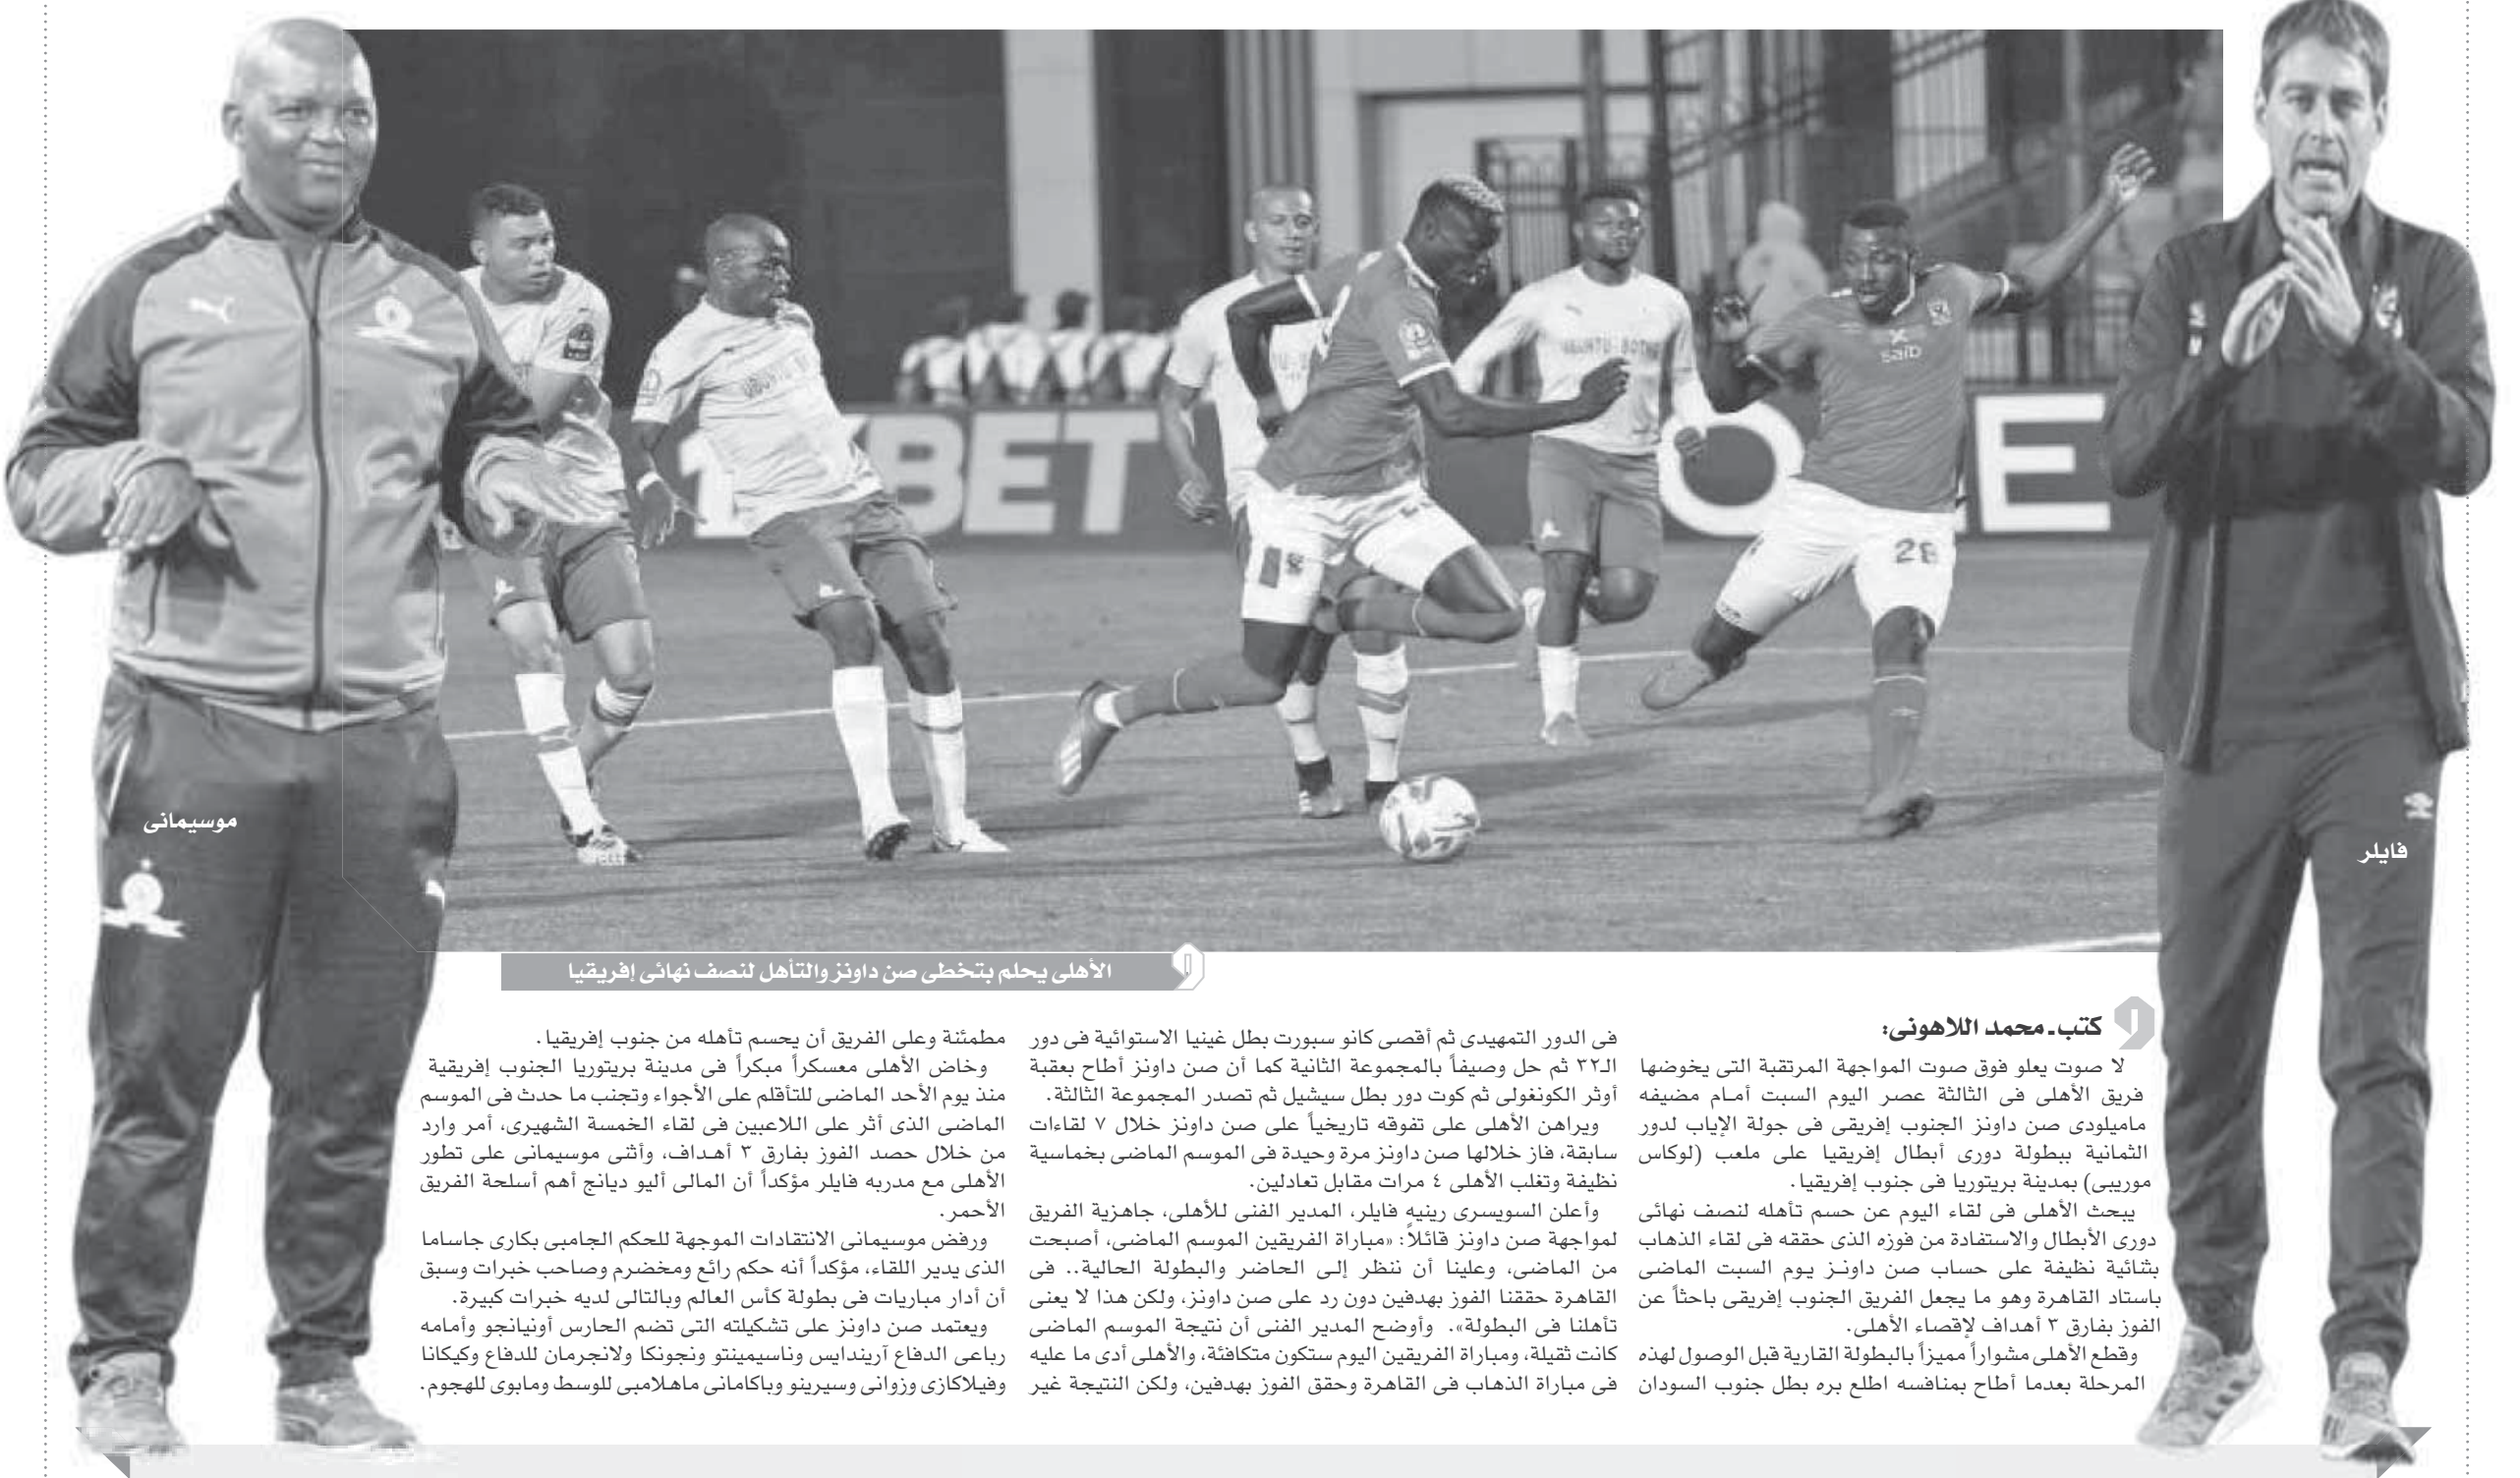 1XBET
O E
saib
28
موسيمانى
فايلر
الأهلى يحلم بتخطى صن داونز والتأهل لنصف نهائى إفريقيا
كتب ـ محمد اللاهونى:
لا صوت يعلو فوق صوت المواجهة المرتقبة التى يخوضها
فريق الأهلى فى الثالثة عصر اليوم السبت أمـام مضيفه
ماميلودى صن داونز الجنوب إفريقى فى جولة الإياب لدور
الثمانية ببطولة دورى أبطال إفريقيا على ملعب (لوكاس
موريبى) بمدينة بريتوريا فى جنوب إفريقيا.
يبحث الأهلى فى لقاء اليوم عن حسم تأهله لنصف نهائى
دورى الأبطال والاستفادة من فوزه الذى حققه فى لقاء الذهاب
بثنائية نظيفة على حساب صن داونـز يـوم السبت الماضى
باستاد القاهرة وهو ما يجعل الفريق الجنوب إفريقى باحثاً عن
الفوز بفارق ٣ أهداف لإقصاء الأهلى.
وقطع الأهلى مشواراً مميزاً بالبطولة القارية قبل الوصول لهذه
المرحلة بعدما أطاح بمنافسه اطلع بره بطل جنوب السودان
فى الدور التمهيدى ثم أقصى كانو سبورت بطل غينيا الاستوائية فى دور
الـ٣٢ ثم حل وصيفاً بالمجموعة الثانية كما أن صن داونز أطاح بعقبة
أوثر الكونغولى ثم كوت دور بطل سيشيل ثم تصدر المجموعة الثالثة.
ويراهن الأهلى على تفوقه تاريخياً على صن داونز خلال ٧ لقاءات
سابقة، فاز خلالها صن داونز مرة وحيدة فى الموسم الماضى بخماسية
نظيفة وتغلب الأهلى ٤ مرات مقابل تعادلين.
وأعلن السويسرى رينيه فايلر، المدير الفنى للأهلى، جاهزية الفريق
لمواجهة صن داونز قائلاً: «مباراة الفريقين الموسم الماضى، أصبحت
من الماضى، وعلينا أن ننظر إلـى الحاضر والبطولة الحالية.. فى
القاهرة حققنا الفوز بهدفين دون رد على صن داونز، ولكن هذا لا يعنى
تأهلنا فى البطولة». وأوضح المدير الفنى أن نتيجة الموسم الماضى
كانت ثقيلة، ومباراة الفريقين اليوم ستكون متكافئة، والأهلى أدى ما عليه
فى مباراة الذهاب فى القاهرة وحقق الفوز بهدفين، ولكن النتيجة غير
مطمئنة وعلى الفريق أن يحسم تأهله من جنوب إفريقيا.
وخاض الأهلى معسكراً مبكراً فى مدينة بريتوريا الجنوب إفريقية
منذ يوم الأحد الماضى للتأقلم على الأجواء وتجنب ما حدث فى الموسم
الماضى الذى أثر على اللاعبين فى لقاء الخمسة الشهيرى، أمر وارد
من خلال حصد الفوز بفارق ٣ أهـداف، وأثنى موسيمانى على تطور
الأهلى مع مدربه فايلر مؤكداً أن المالى أليو ديانج أهم أسلحة الفريق
الأحمر.
ورفض موسيمانى الانتقادات الموجهة للحكم الجامبى بكارى جاساما
الذى يدير اللقاء، مؤكداً أنه حكم رائع ومخضرم وصاحب خبرات وسبق
أن أدار مباريات فى بطولة كأس العالم وبالتالى لديه خبرات كبيرة.
ويعتمد صن داونز على تشكيلته التى تضم الحارس أونيانجو وأمامه
رباعى الدفاع آريندايس وناسيمينتو ونجونكا ولانجرمان للدفاع وكيكانا
وفيلاكازى وزوانى وسيرينو وباكامانى ماهلامبى للوسط ومابوى للهجوم.